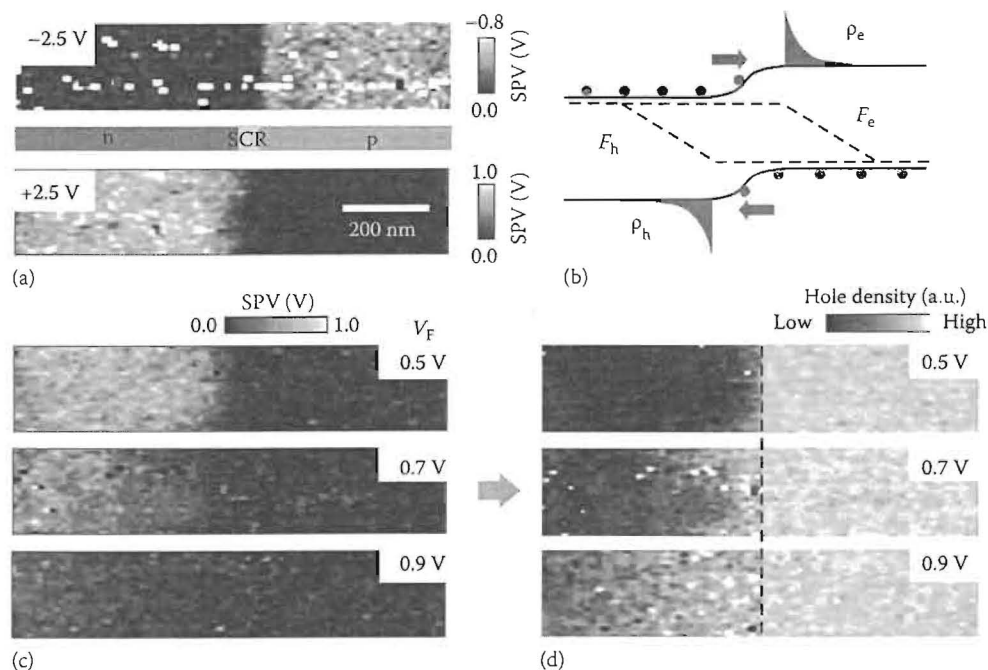 −2.5 V
−0.8
SPV (V)
0.0
n
SCR
p
+2.5 V
200 nm
1.0
SPV (V)
0.0
(a)
ρe
Fe
Fh
ρh
(b)
SPV (V)
0.0
1.0
VF
0.5 V
0.7 V
0.9 V
(c)
Hole density (a.u.)
Low
High
0.5 V
0.7 V
0.9 V
(d)